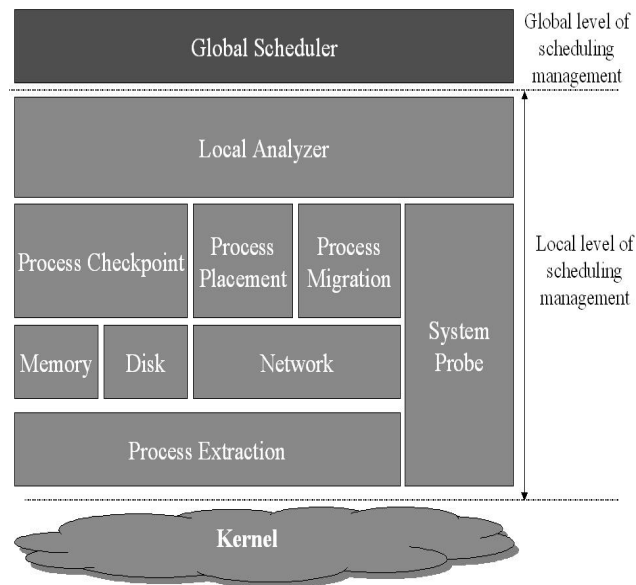 Global Scheduler
Global level of
scheduling
management
Local Analyzer
Process Checkpoint
Process
Placement
Process
Migration
System
Probe
Local level of
scheduling
management
Memory
Disk
Network
Process Extraction
Kernel